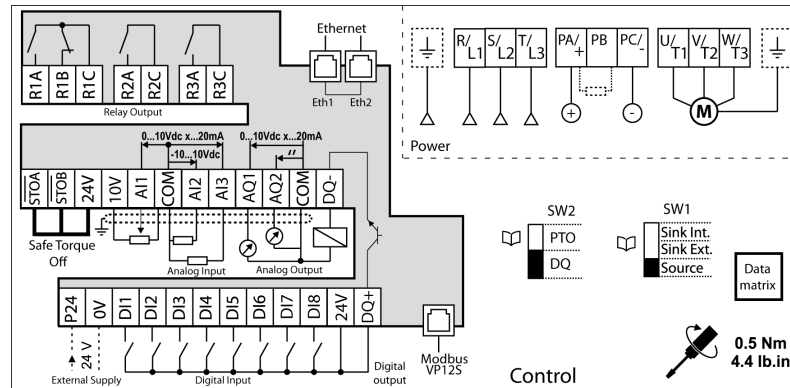 Ethernet
Eth1 Eth2
R1A R1B R1C R2A R2C R3A R3C
Relay Output
0...10Vdc x...20mA 0...10Vdc x...20mA
-10...10Vdc
STOA STOB 24V 10V AI1 COM AI2 AI3 AQ1 AQ2 COM DQ-
Safe Torque
Off
Analog Input Analog Output
P24 0V DI1 DI2 DI3 DI4 DI5 DI6 DI7 DI8 24V DQ+
24 V
External Supply
Digital Input
Digital
output
Modbus
VP12S
R/L1 S/L2 T/L3 PA/+ PB PC/- U/T1 V/T2 W/T3
+ - M
Power
SW2
PTO
DQ
SW1
Sink Int.
Sink Ext.
Source
Data
matrix
Control
0.5 Nm
4.4 lb.in